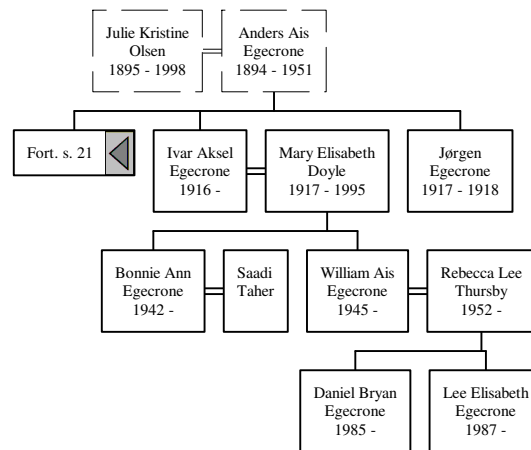 Julie Kristine
Olsen
1895 - 1998
Anders Ais
Egecrone
1894 - 1951
Fort. s. 21
Ivar Aksel
Egecrone
1916 -
Mary Elisabeth
Doyle
1917 - 1995
Jørgen
Egecrone
1917 - 1918
Bonnie Ann
Egecrone
1942 -
Saadi
Taher
William Ais
Egecrone
1945 -
Rebecca Lee
Thursby
1952 -
Daniel Bryan
Egecrone
1985 -
Lee Elisabeth
Egecrone
1987 -